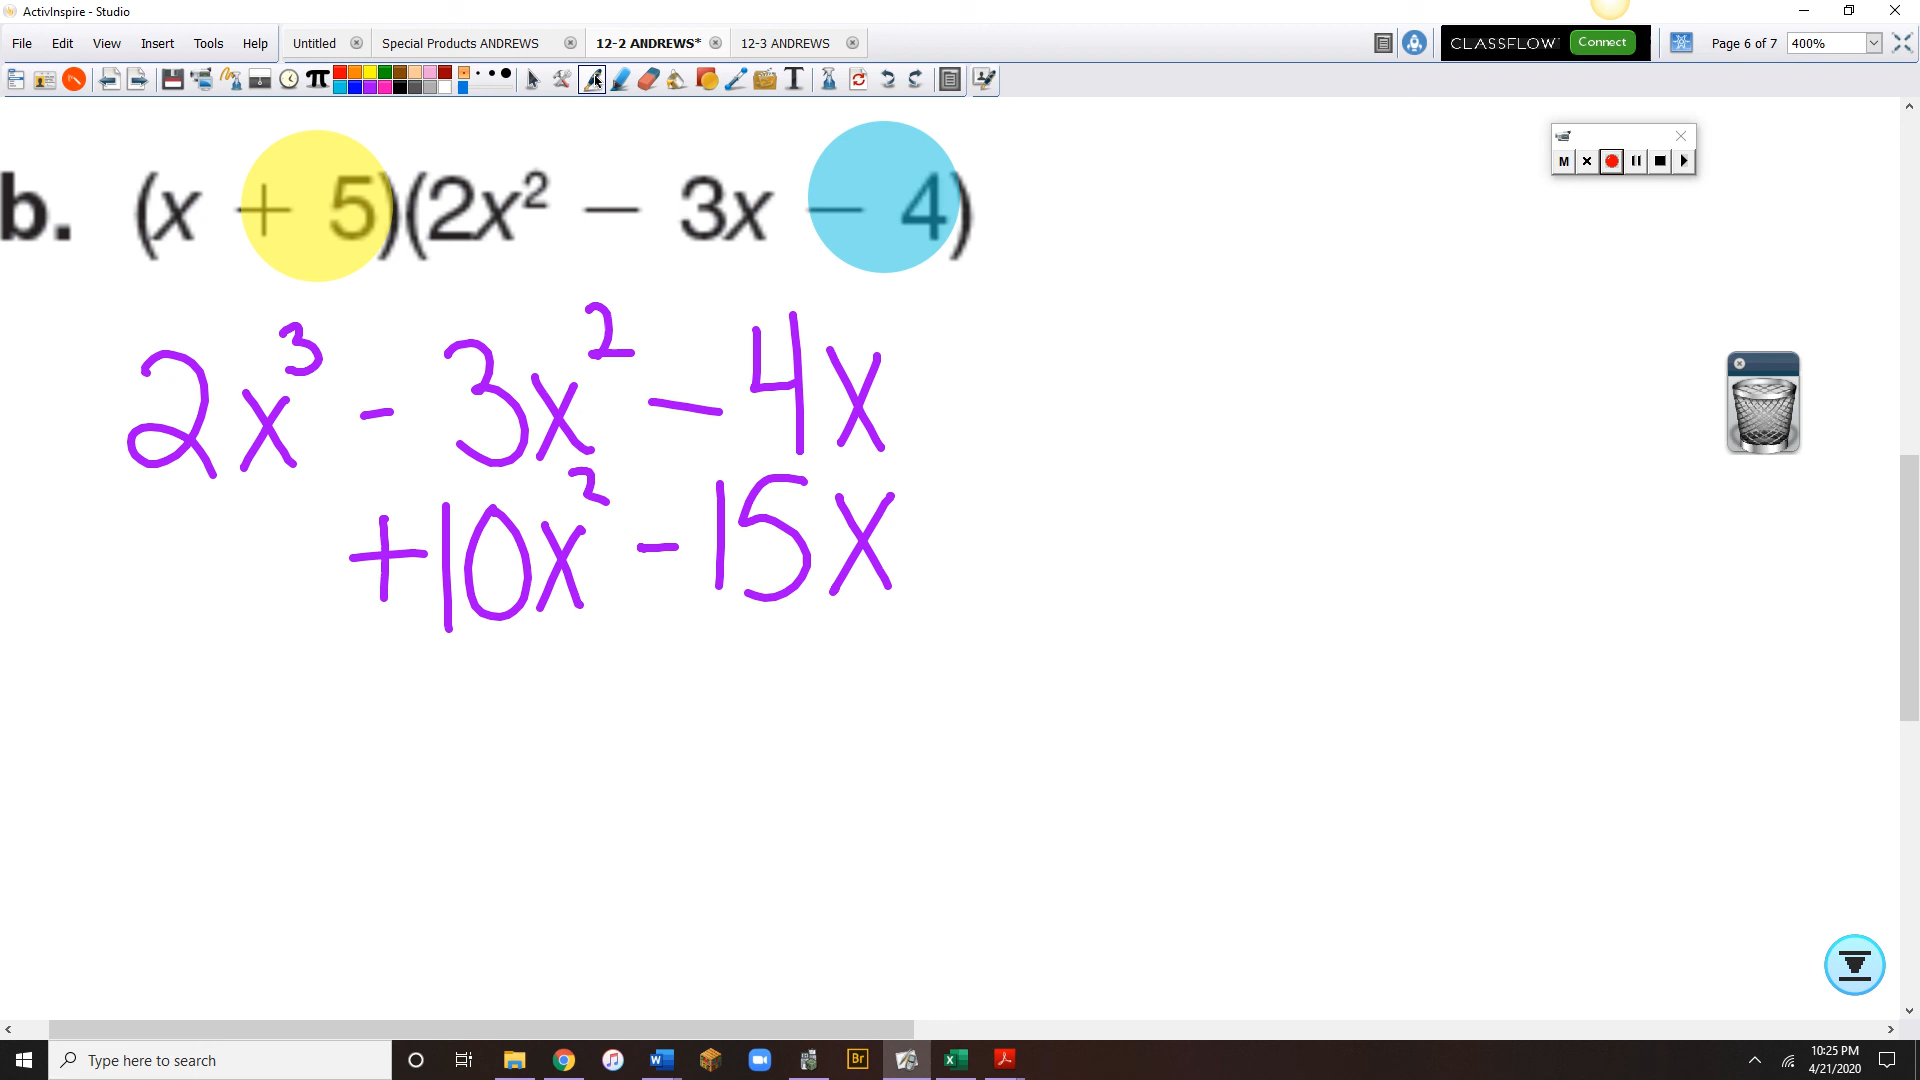 ActivInspire - Studio
File Edit View Insert Tools Help
Untitled Special Products ANDREWS 12-2 ANDREWS* 12-3 ANDREWS
CLASSFLOW Connect
Page 6 of 7 400%
b. (x + 5)(2x² − 3x − 4)
M
2x³ - 3x² - 4x
+10x² - 15x
Type here to search
W
Br
10:25 PM
4/21/2020